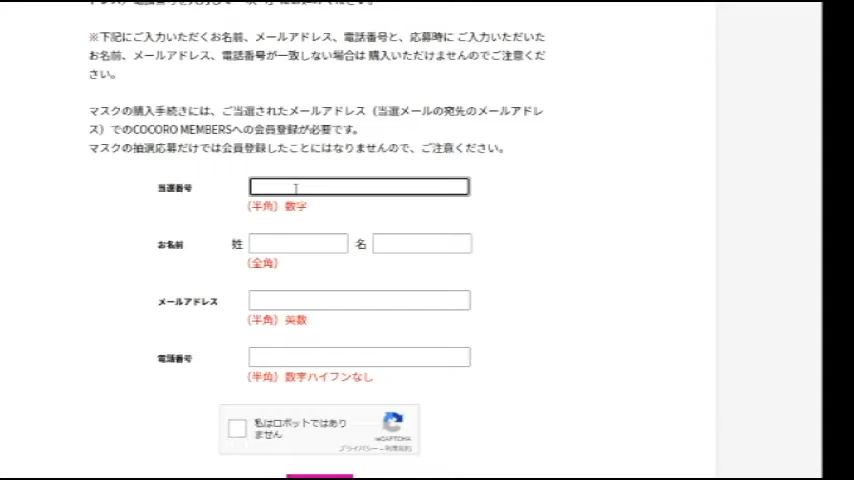 ※下記にご入力いただくお名前、メールアドレス、電話番号と、応募時に ご入力いただいた
お名前、メールアドレス、電話番号が一致しない場合は 購入いただけませんのでご注意くだ
さい。
マスクの購入手続きには、ご当選されたメールアドレス（当選メールの宛先のメールアドレ
ス）でのCOCORO MEMBERSへの会員登録が必要です。
マスクの抽選応募だけでは会員登録したことにはなりませんので、ご注意ください。
当選番号
(半角) 数字
お名前 姓 名
(全角)
メールアドレス
(半角) 英数
電話番号
(半角) 数字ハイフンなし
私はロボットではあり
ません
reCAPTCHA
プライバシー - 利用規約